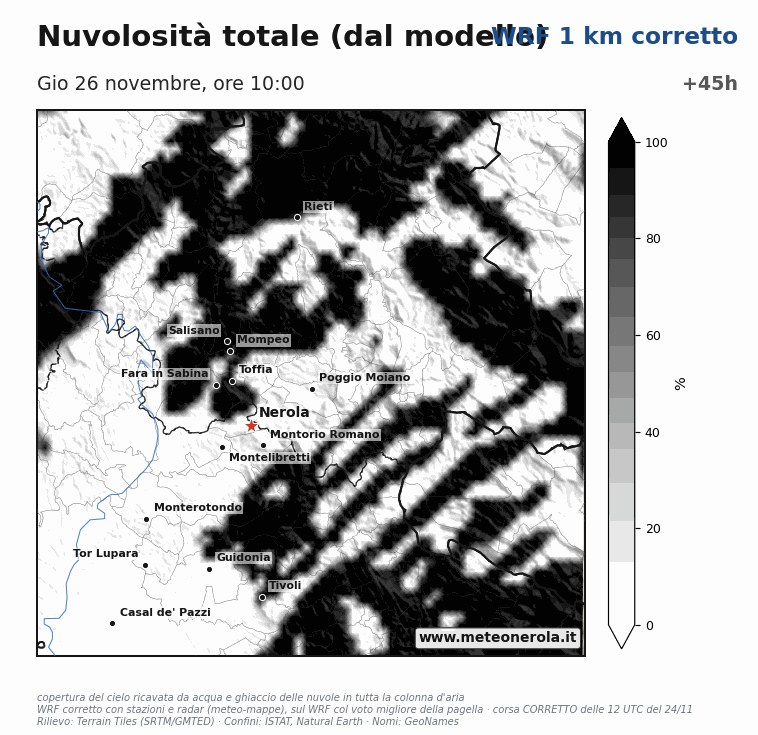 Nuvolosità totale (dal modello)
WRF 1 km corretto
Gio 26 novembre, ore 10:00
+45h
Rieti
Salisano
Mompeo
Fara in Sabina
Toffia
Poggio Moiano
Nerola
Montorio Romano
Montelibretti
Monterotondo
Tor Lupara
Guidonia
Tivoli
Casal de' Pazzi
www.meteonerola.it
100
80
60
40
20
0
%
copertura del cielo ricavata da acqua e ghiaccio delle nuvole in tutta la colonna d'aria
WRF corretto con stazioni e radar (meteo-mappe), sul WRF col voto migliore della pagella · corsa CORRETTO delle 12 UTC del 24/11
Rilievo: Terrain Tiles (SRTM/GMTED) · Confini: ISTAT, Natural Earth · Nomi: GeoNames